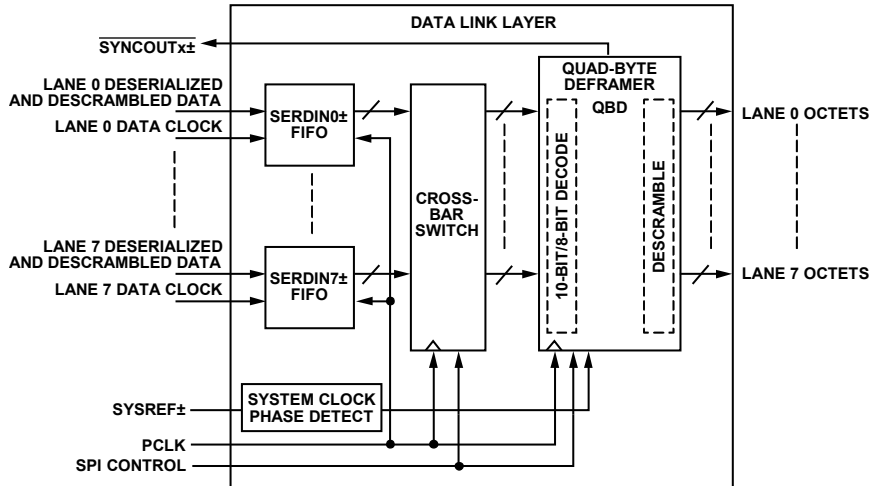 DATA LINK LAYER
SYNCOUTx±
QUAD-BYTE
DEFRAMER
QBD
LANE 0 DESERIALIZED
AND DESCRAMBLED DATA
LANE 0 DATA CLOCK
SERDIN0±
FIFO
LANE 0 OCTETS
CROSS-
BAR
SWITCH
10-BIT/8-BIT DECODE
DESCRAMBLE
LANE 7 DESERIALIZED
AND DESCRAMBLED DATA
LANE 7 DATA CLOCK
SERDIN7±
FIFO
LANE 7 OCTETS
SYSREF±
SYSTEM CLOCK
PHASE DETECT
PCLK
SPI CONTROL